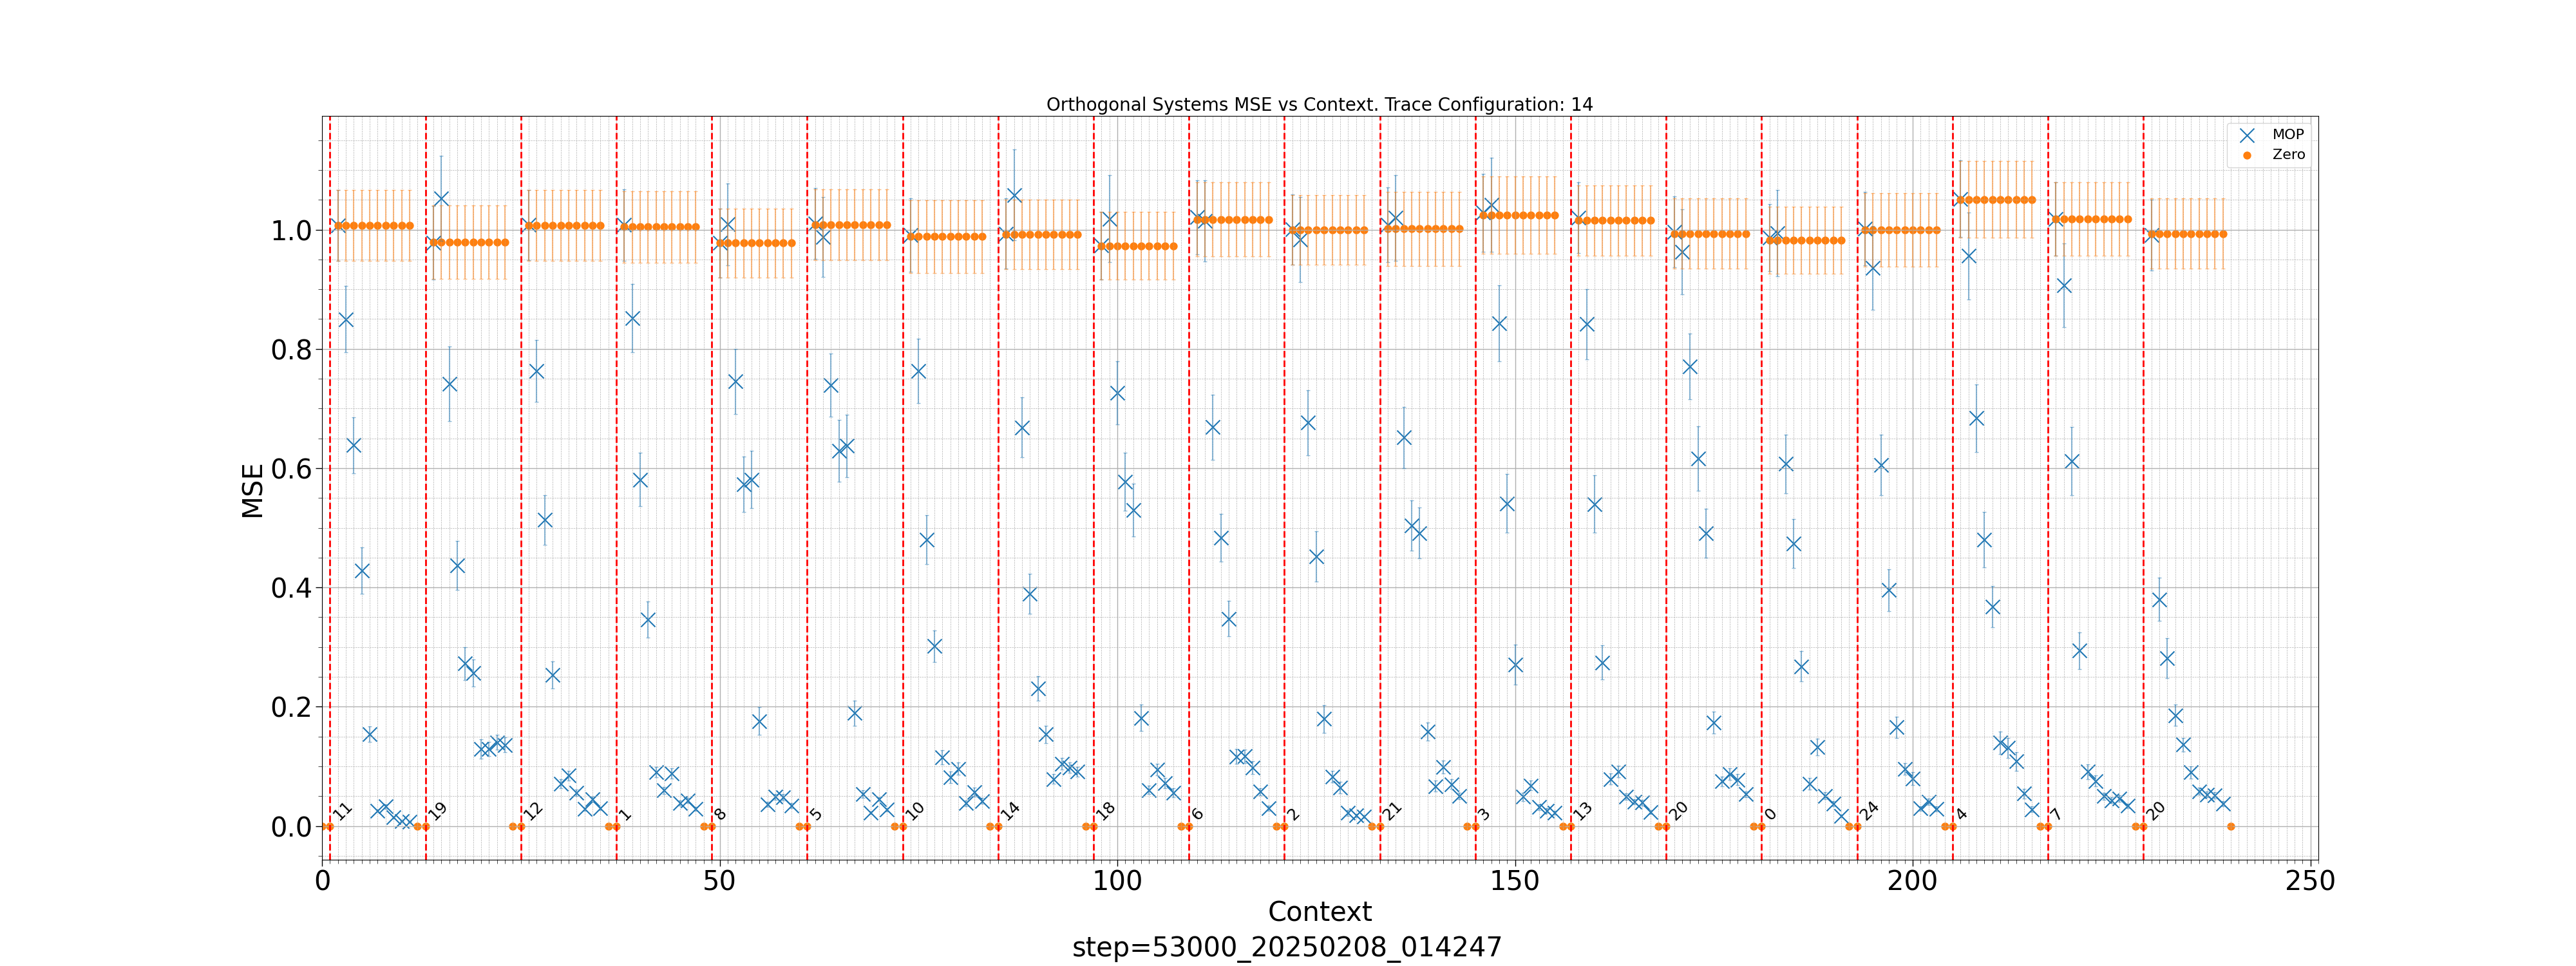 Orthogonal Systems MSE vs Context. Trace Configuration: 14
MOP
Zero
MSE
1.0
0.8
0.6
0.4
0.2
0.0
11 19 12 1 8 5 10 14 18 6 2 21 3 13 20 0 24 4 7 20
0 50 100 150 200 250
Context
step=53000_20250208_014247